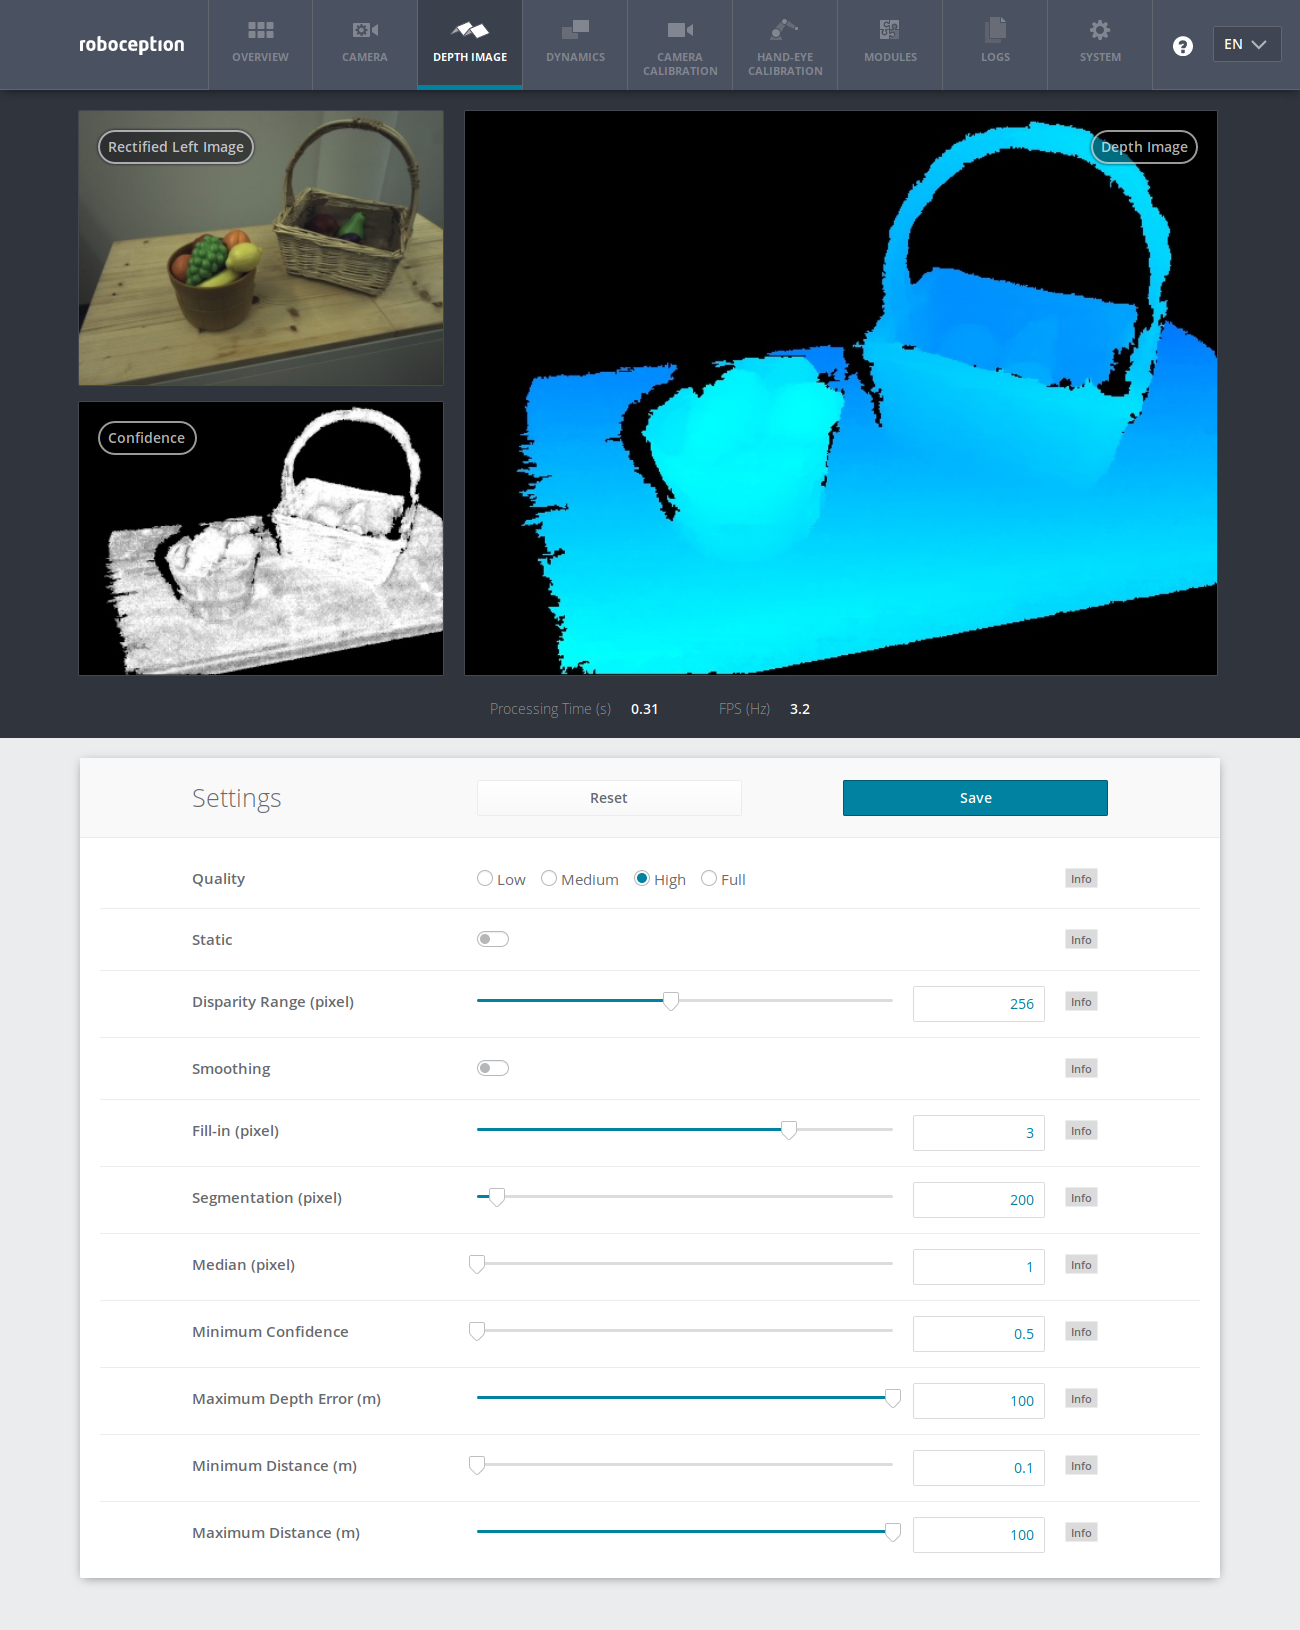 roboception
OVERVIEW
CAMERA
DEPTH IMAGE
DYNAMICS
CAMERA
CALIBRATION
HAND-EYE
CALIBRATION
MODULES
LOGS
SYSTEM
?
EN
Rectified Left Image
Depth Image
Confidence
Processing Time (s) 0.31 FPS (Hz) 3.2
Settings Reset Save
Quality Low Medium High Full Info
Static Info
Disparity Range (pixel) 256 Info
Smoothing Info
Fill-in (pixel) 3 Info
Segmentation (pixel) 200 Info
Median (pixel) 1 Info
Minimum Confidence 0.5 Info
Maximum Depth Error (m) 100 Info
Minimum Distance (m) 0.1 Info
Maximum Distance (m) 100 Info